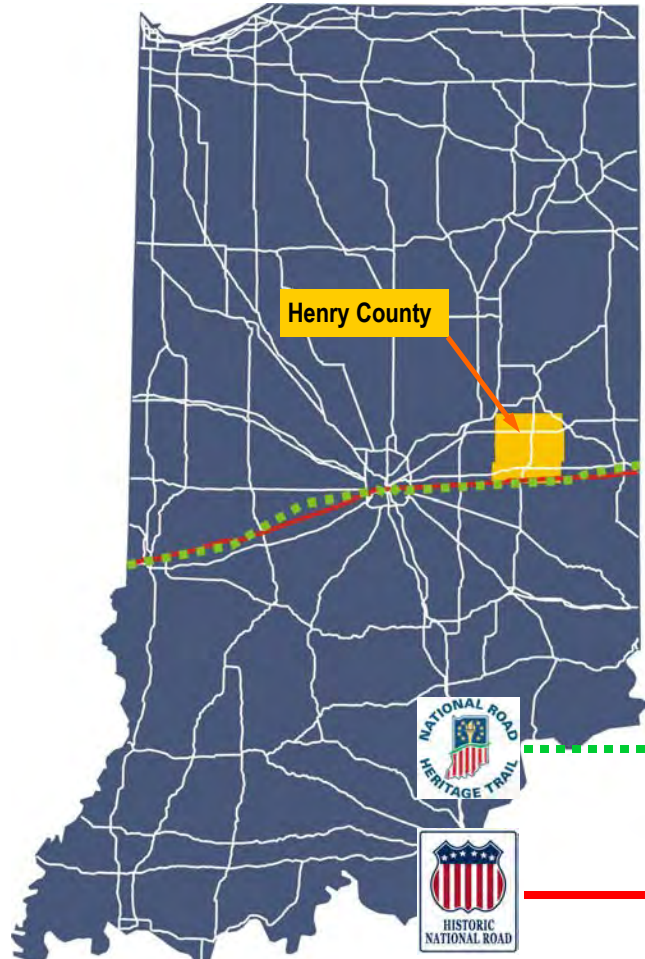 Henry County
NATIONAL ROAD
HERITAGE TRAIL
HISTORIC
NATIONAL ROAD